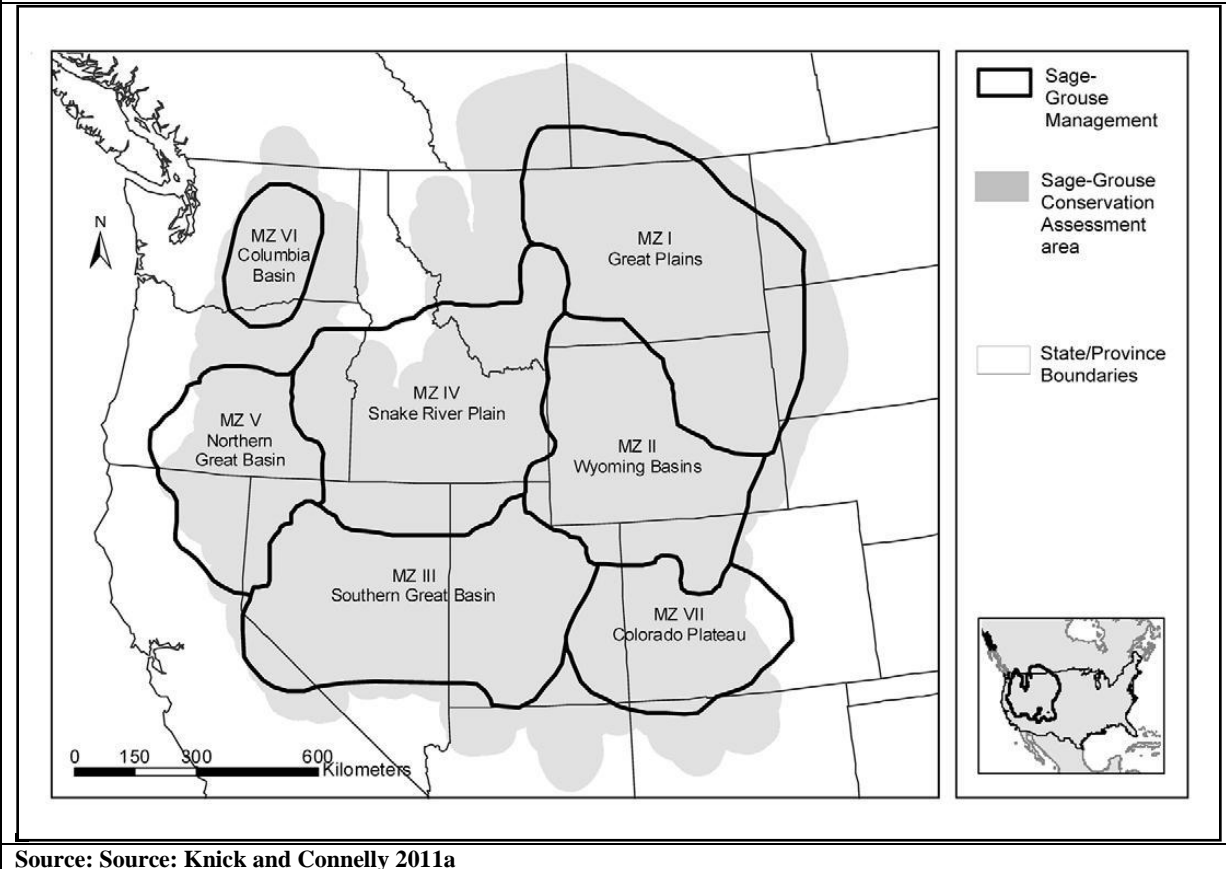 N
MZ VI
Columbia
Basin
MZ I
Great Plains
MZ IV
Snake River Plain
MZ V
Northern
Great Basin
MZ II
Wyoming Basins
MZ III
Southern Great Basin
MZ VII
Colorado Plateau
0 150 300 600
Kilometers
Sage-
Grouse
Management
Sage-Grouse
Conservation
Assessment
area
State/Province
Boundaries
Source: Source: Knick and Connelly 2011a